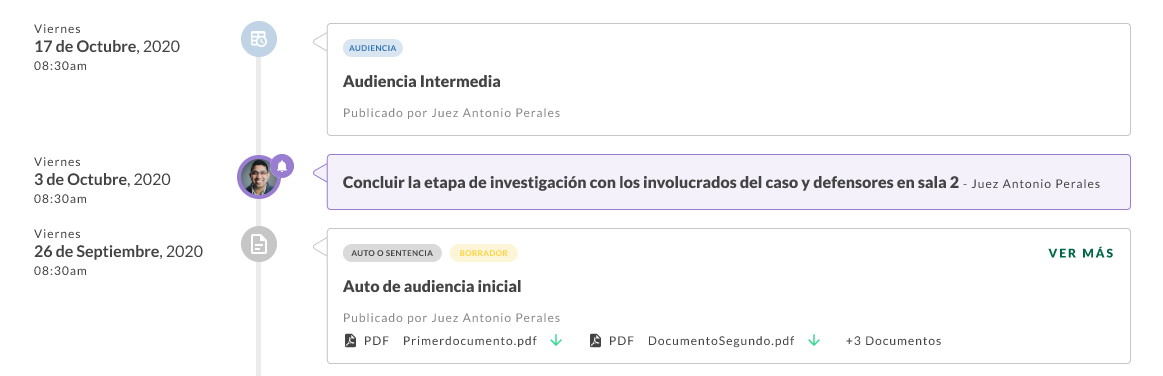 Viernes
17 de Octubre, 2020
08:30am
AUDIENCIA
Audiencia Intermedia
Publicado por Juez Antonio Perales
Viernes
3 de Octubre, 2020
08:30am
Concluir la etapa de investigación con los involucrados del caso y defensores en sala 2 - Juez Antonio Perales
Viernes
26 de Septiembre, 2020
08:30am
AUTO O SENTENCIA BORRADOR VER MÁS
Auto de audiencia inicial
Publicado por Juez Antonio Perales
PDF Primerdocumento.pdf PDF DocumentoSegundo.pdf +3 Documentos